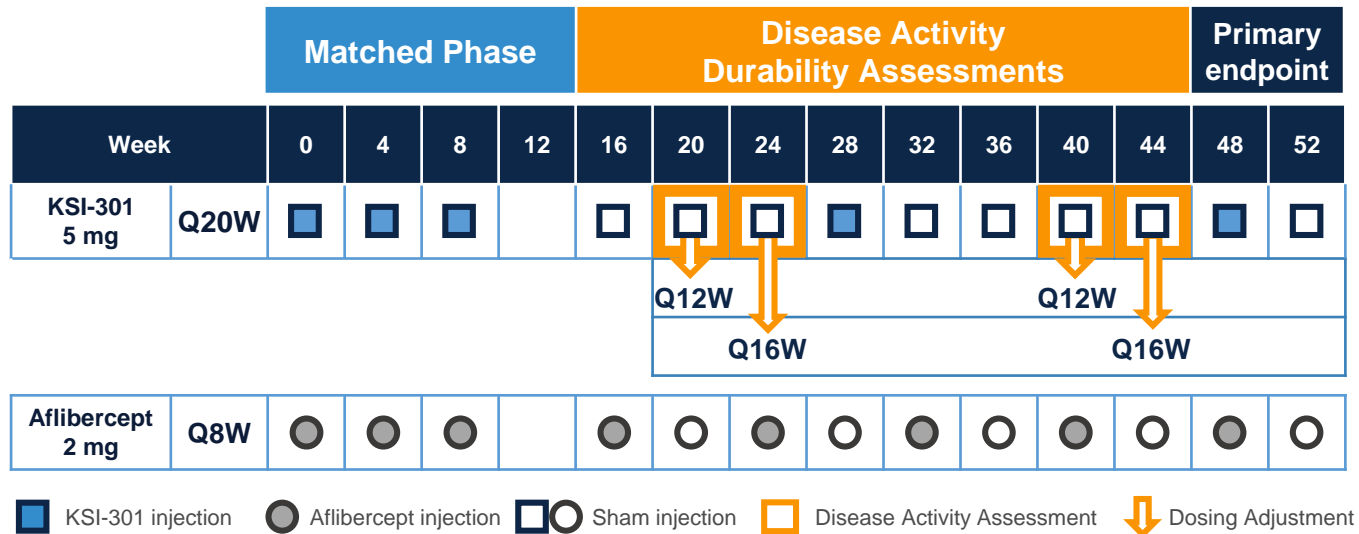 Matched Phase
Disease Activity
Durability Assessments
Primary
endpoint
Week 0 4 8 12 16 20 24 28 32 36 40 44 48 52
KSI-301
5 mg
Q20W
Q12W Q12W
Q16W Q16W
Aflibercept
2 mg
Q8W
KSI-301 injection Aflibercept injection Sham injection Disease Activity Assessment Dosing Adjustment